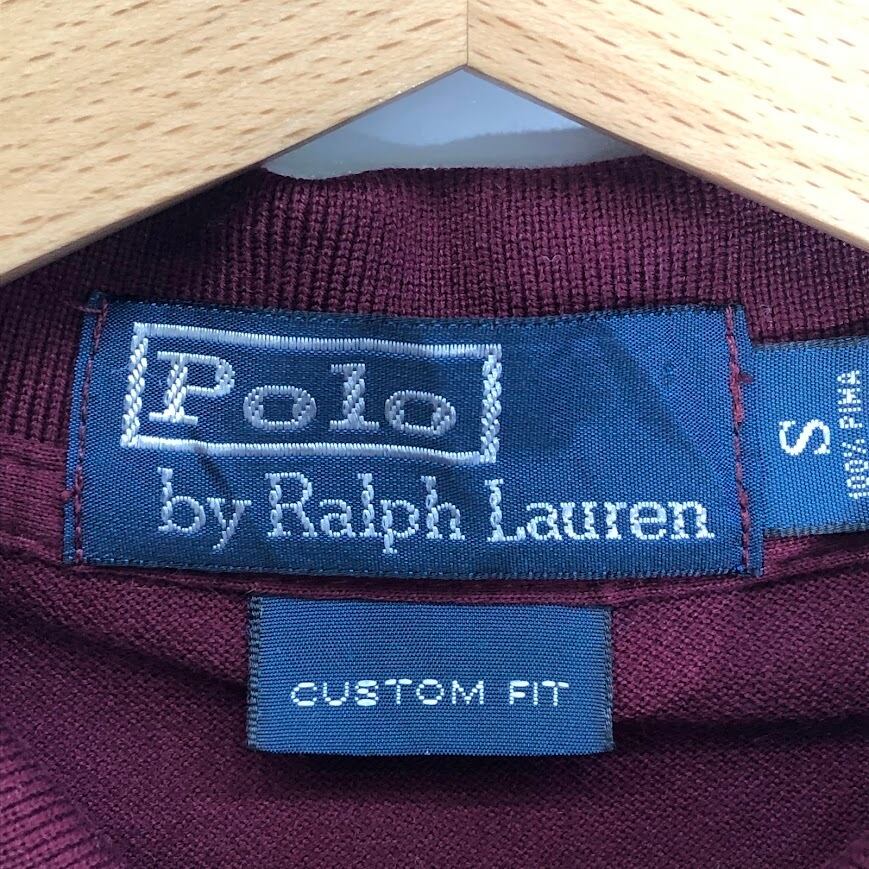 Polo
by Ralph Lauren
S
100% PIMA
CUSTOM FIT